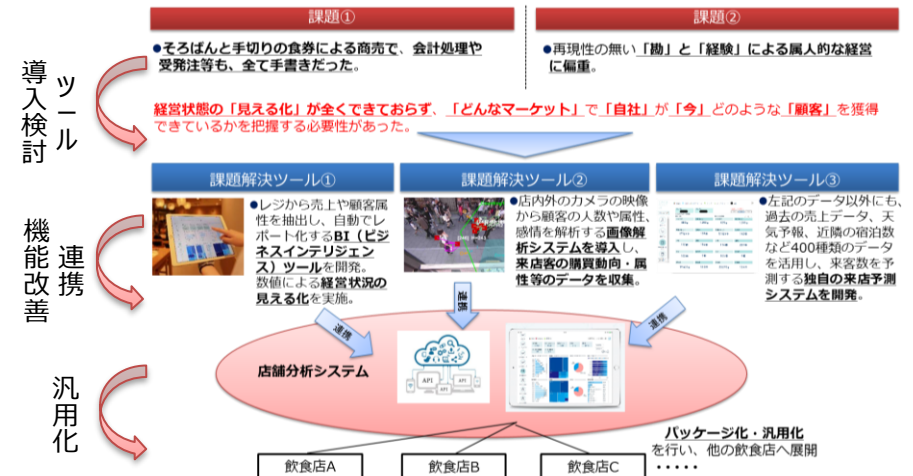 課題①
課題②
●そろばんと手切りの食券による商売で、会計処理や
受発注等も、全て手書きだった。
●再現性の無い「勘」と「経験」による属人的な経営
に偏重。
ツール
導入検討
経営状態の「見える化」が全くできておらず、「どんなマーケット」で「自社」が「今」どのような「顧客」を獲得
できているかを把握する必要性があった。
課題解決ツール①
課題解決ツール②
課題解決ツール③
●レジから売上や顧客属
性を抽出し、自動でレ
ポート化するBI（ビジ
ネスインテリジェン
ス）ツールを開発。
数値による経営状況の
見える化を実施。
●店内外のカメラの映像
から顧客の人数や属性、
感情を解析する画像解
析システムを導入し、
来店客の購買動向・属
性等のデータを収集。
●左記のデータ以外にも、
過去の売上データ、天
気予報、近隣の宿泊数
など400種類のデータ
を活用し、来客数を予
測する独自の来店予測
システムを開発。
連携
機能改善
連携
連携
連携
店舗分析システム
API
API
API
汎用化
パッケージ化・汎用化
を行い、他の飲食店へ展開
・・・・・
飲食店A
飲食店B
飲食店C